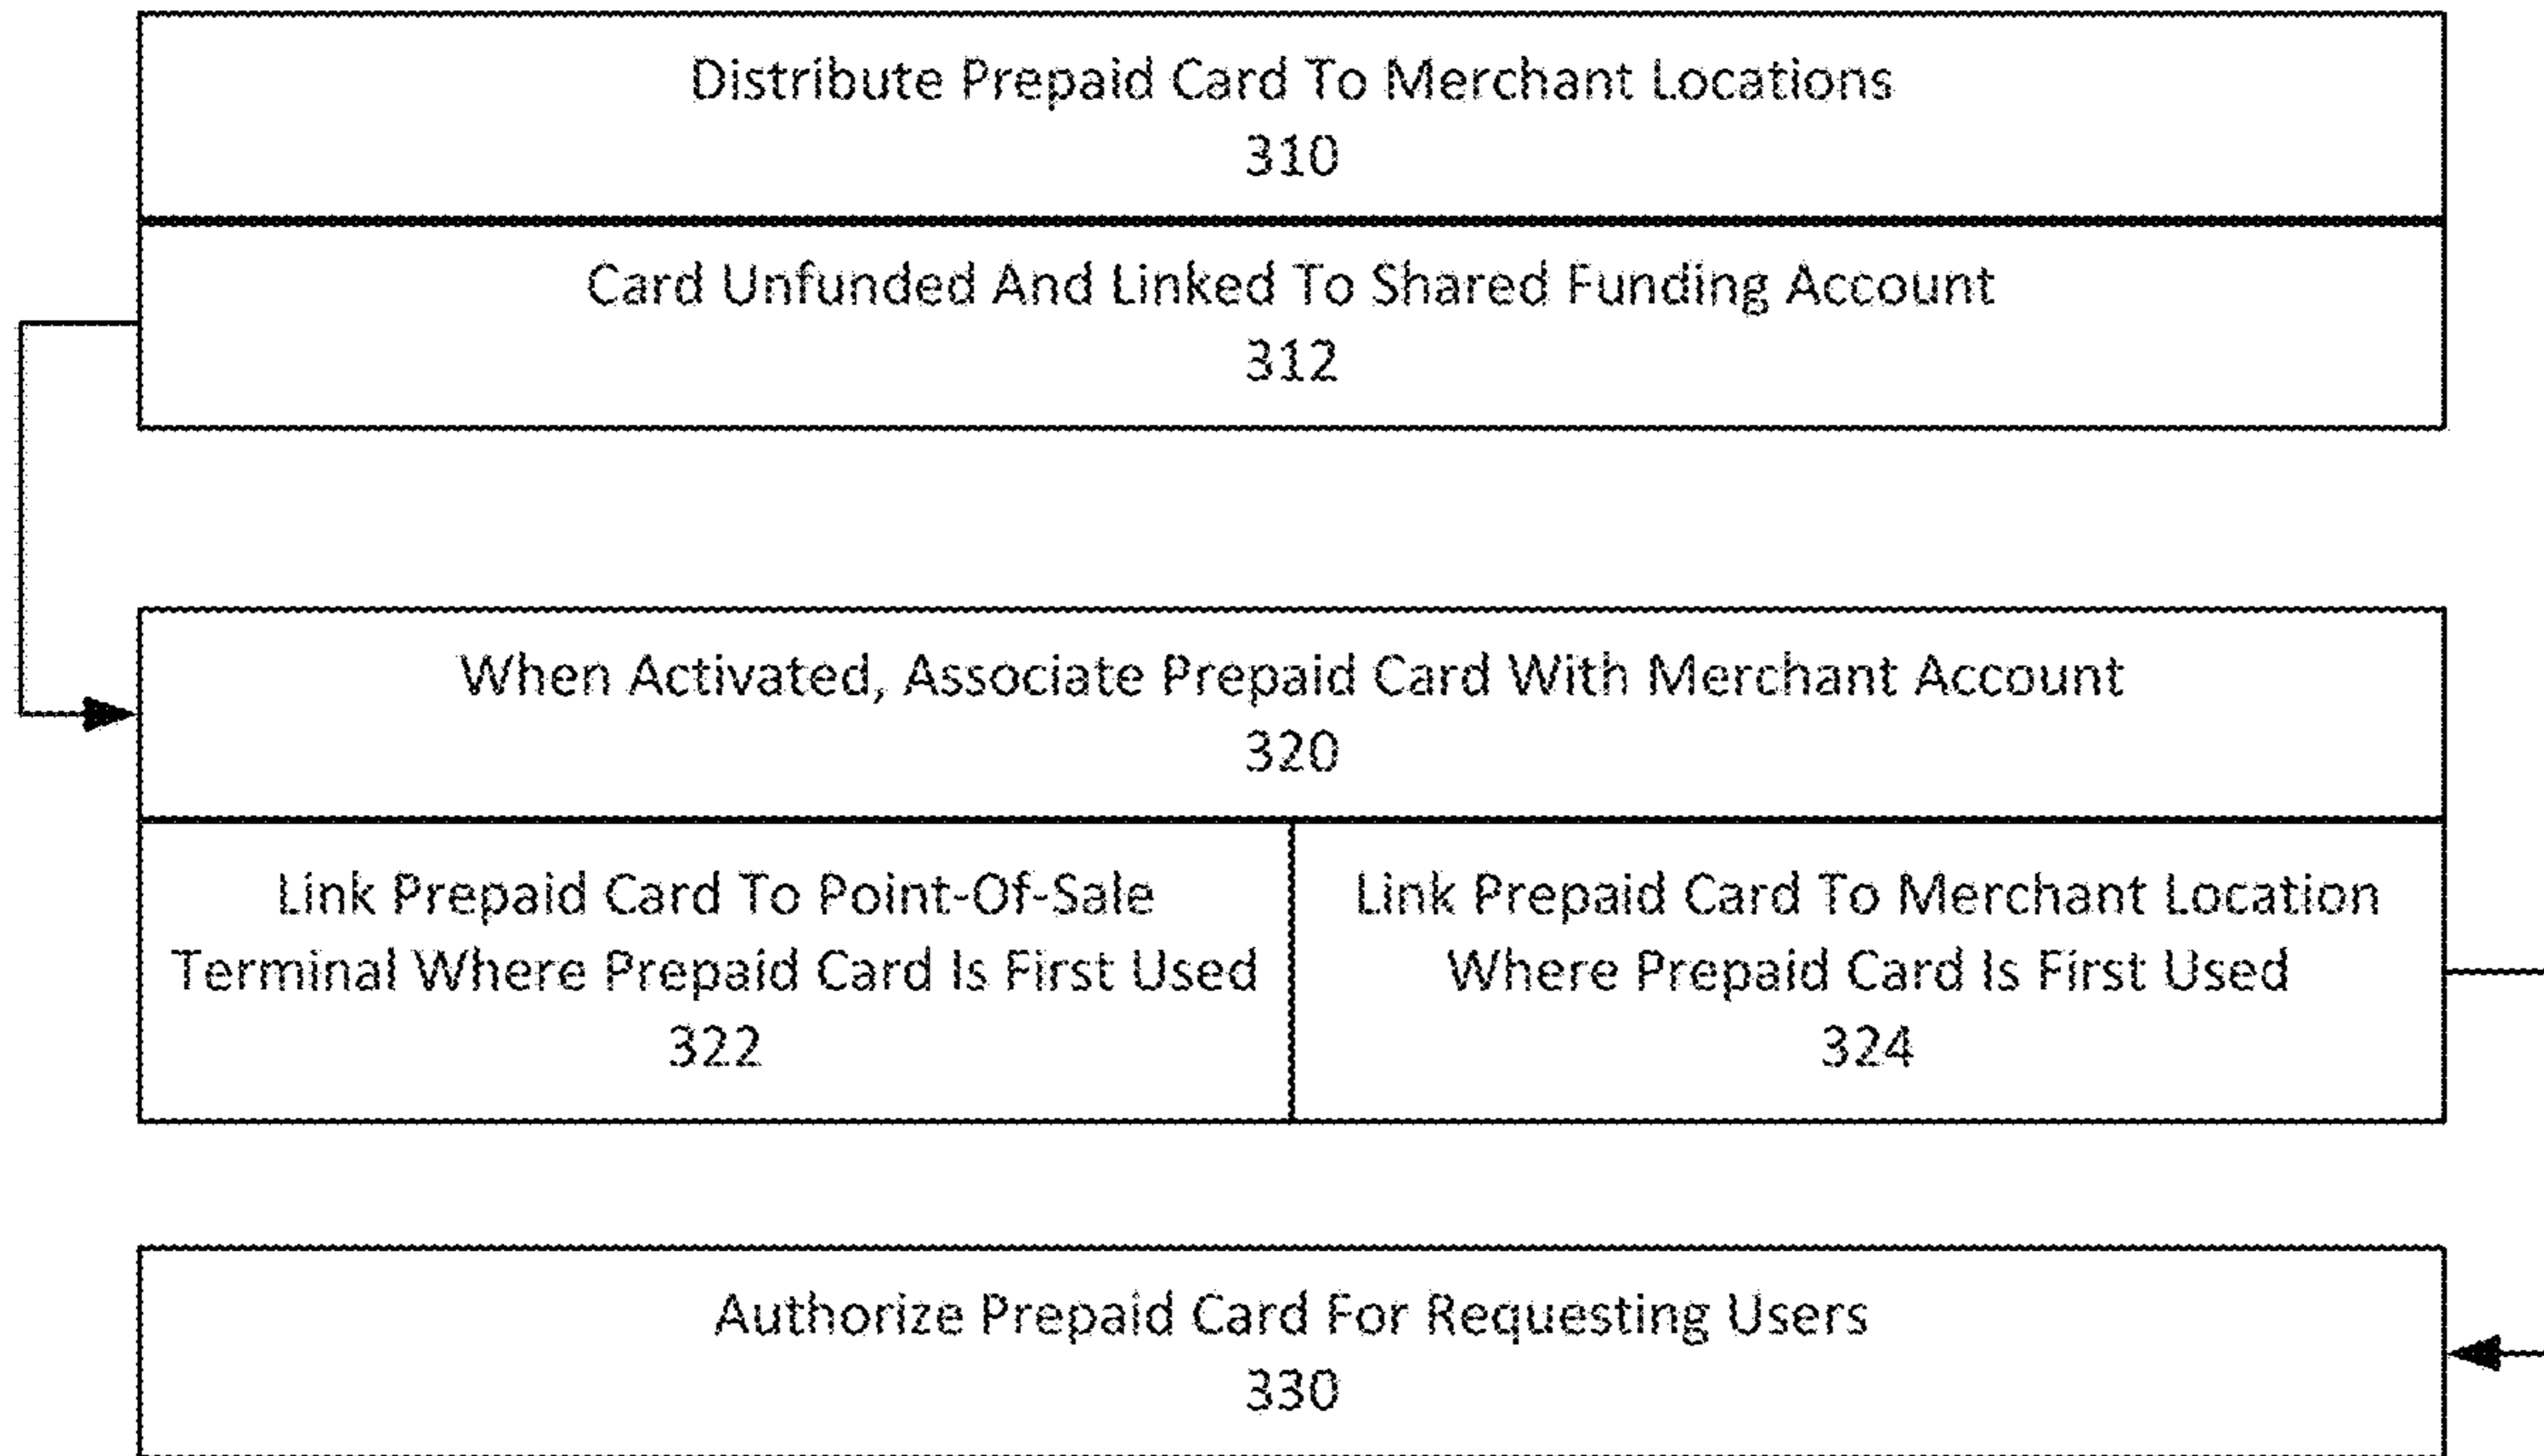 Distribute Prepaid Card To Merchant Locations
310
Card Unfunded And Linked To Shared Funding Account
312
When Activated, Associate Prepaid Card With Merchant Account
320
Link Prepaid Card To Point-Of-Sale
Terminal Where Prepaid Card Is First Used
322
Link Prepaid Card To Merchant Location
Where Prepaid Card Is First Used
324
Authorize Prepaid Card For Requesting Users
330